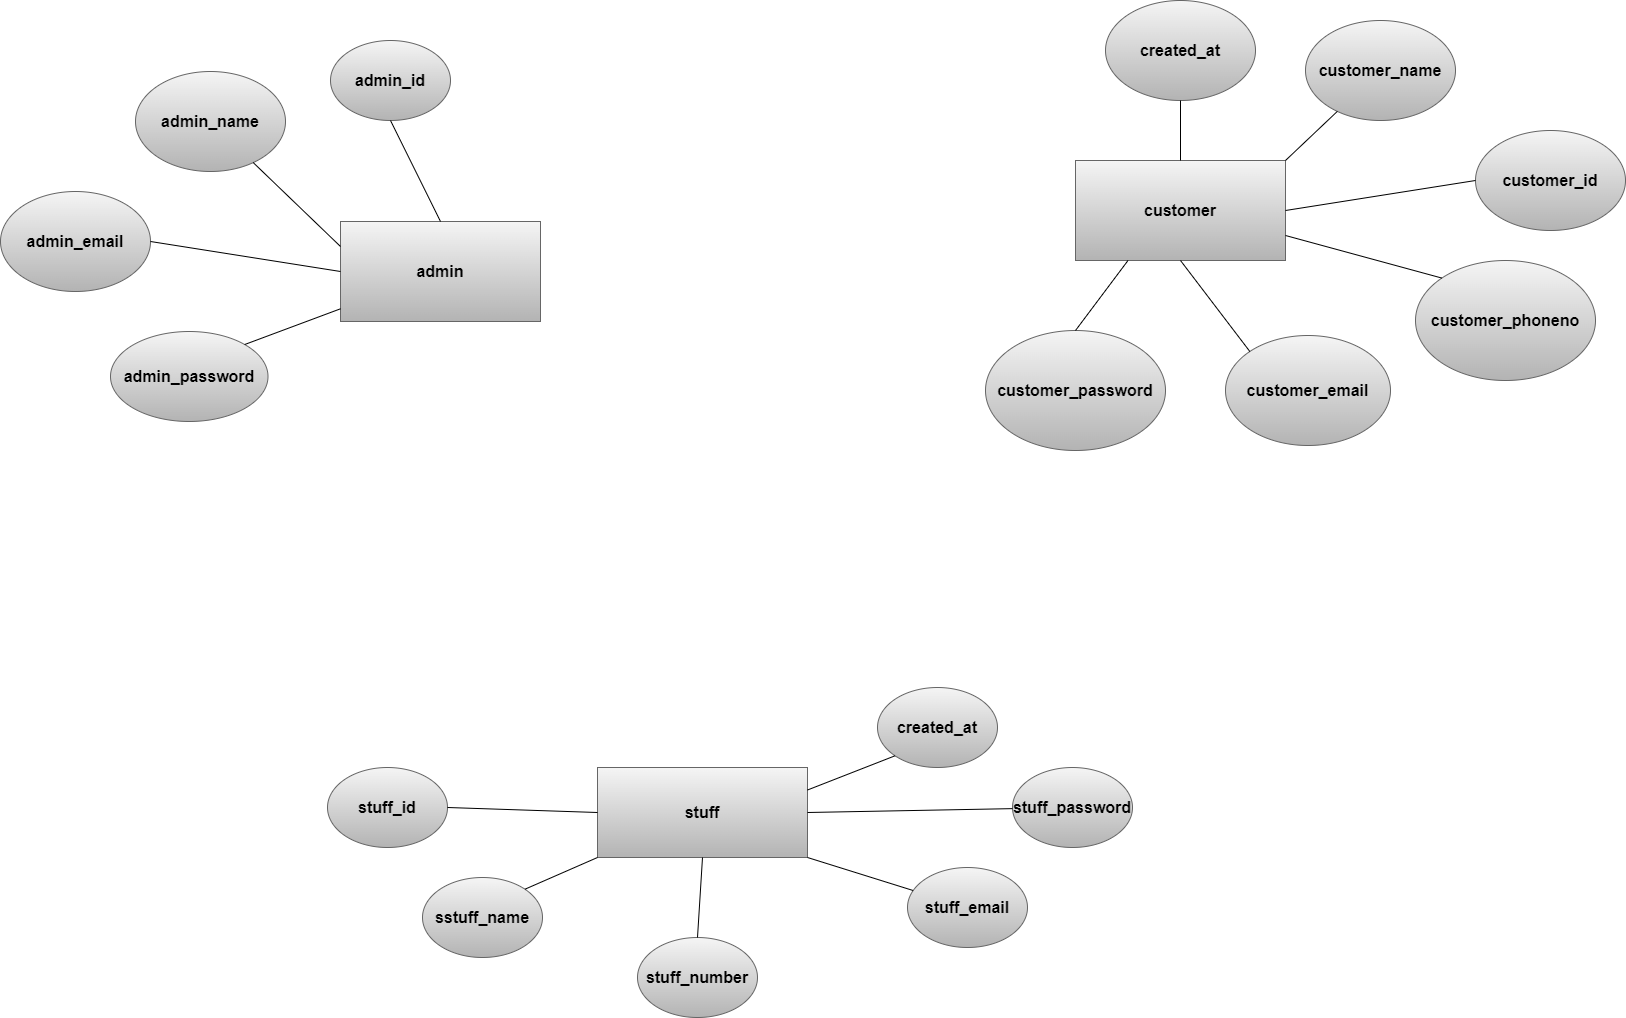 created_at
customer_name
admin_id
admin_name
customer_id
customer
admin_email
admin
customer_phoneno
admin_password
customer_password
customer_email
created_at
stuff_id
stuff
stuff_password
sstuff_name
stuff_email
stuff_number